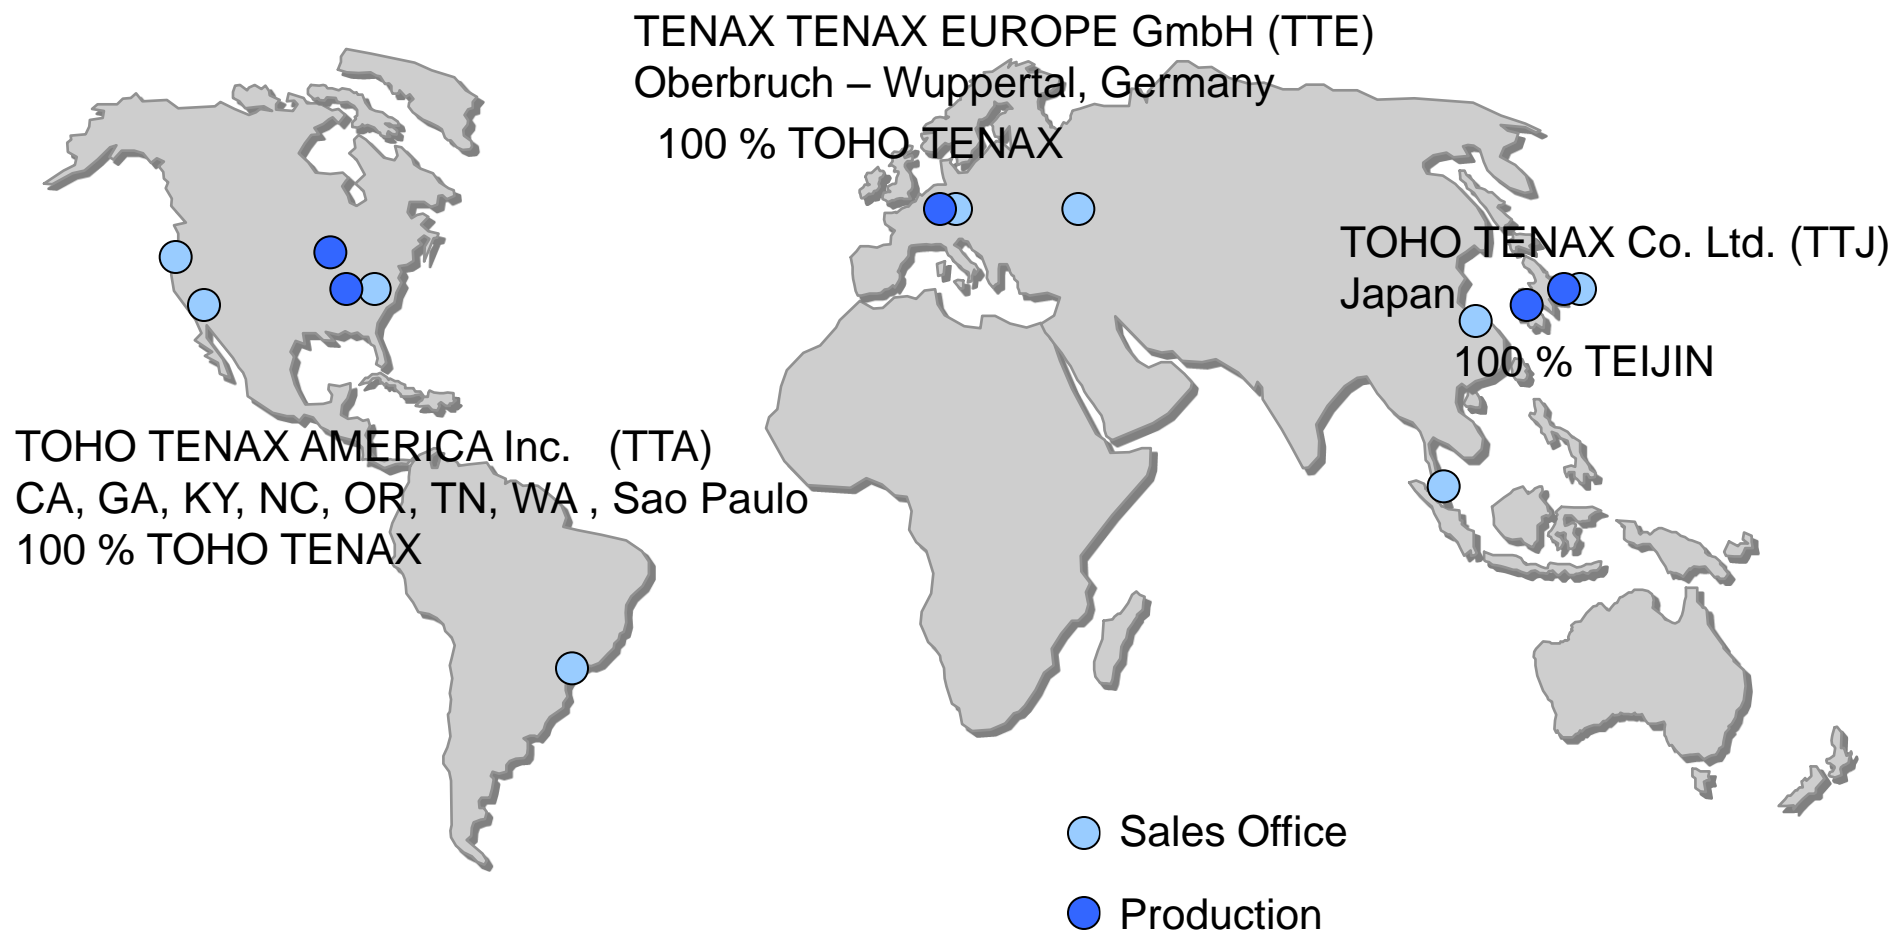 TENAX TENAX EUROPE GmbH (TTE)
Oberbruch – Wuppertal, Germany
100 % TOHO TENAX
TOHO TENAX Co. Ltd. (TTJ)
Japan
100 % TEIJIN
TOHO TENAX AMERICA Inc. (TTA)
CA, GA, KY, NC, OR, TN, WA , Sao Paulo
100 % TOHO TENAX
Sales Office
Production